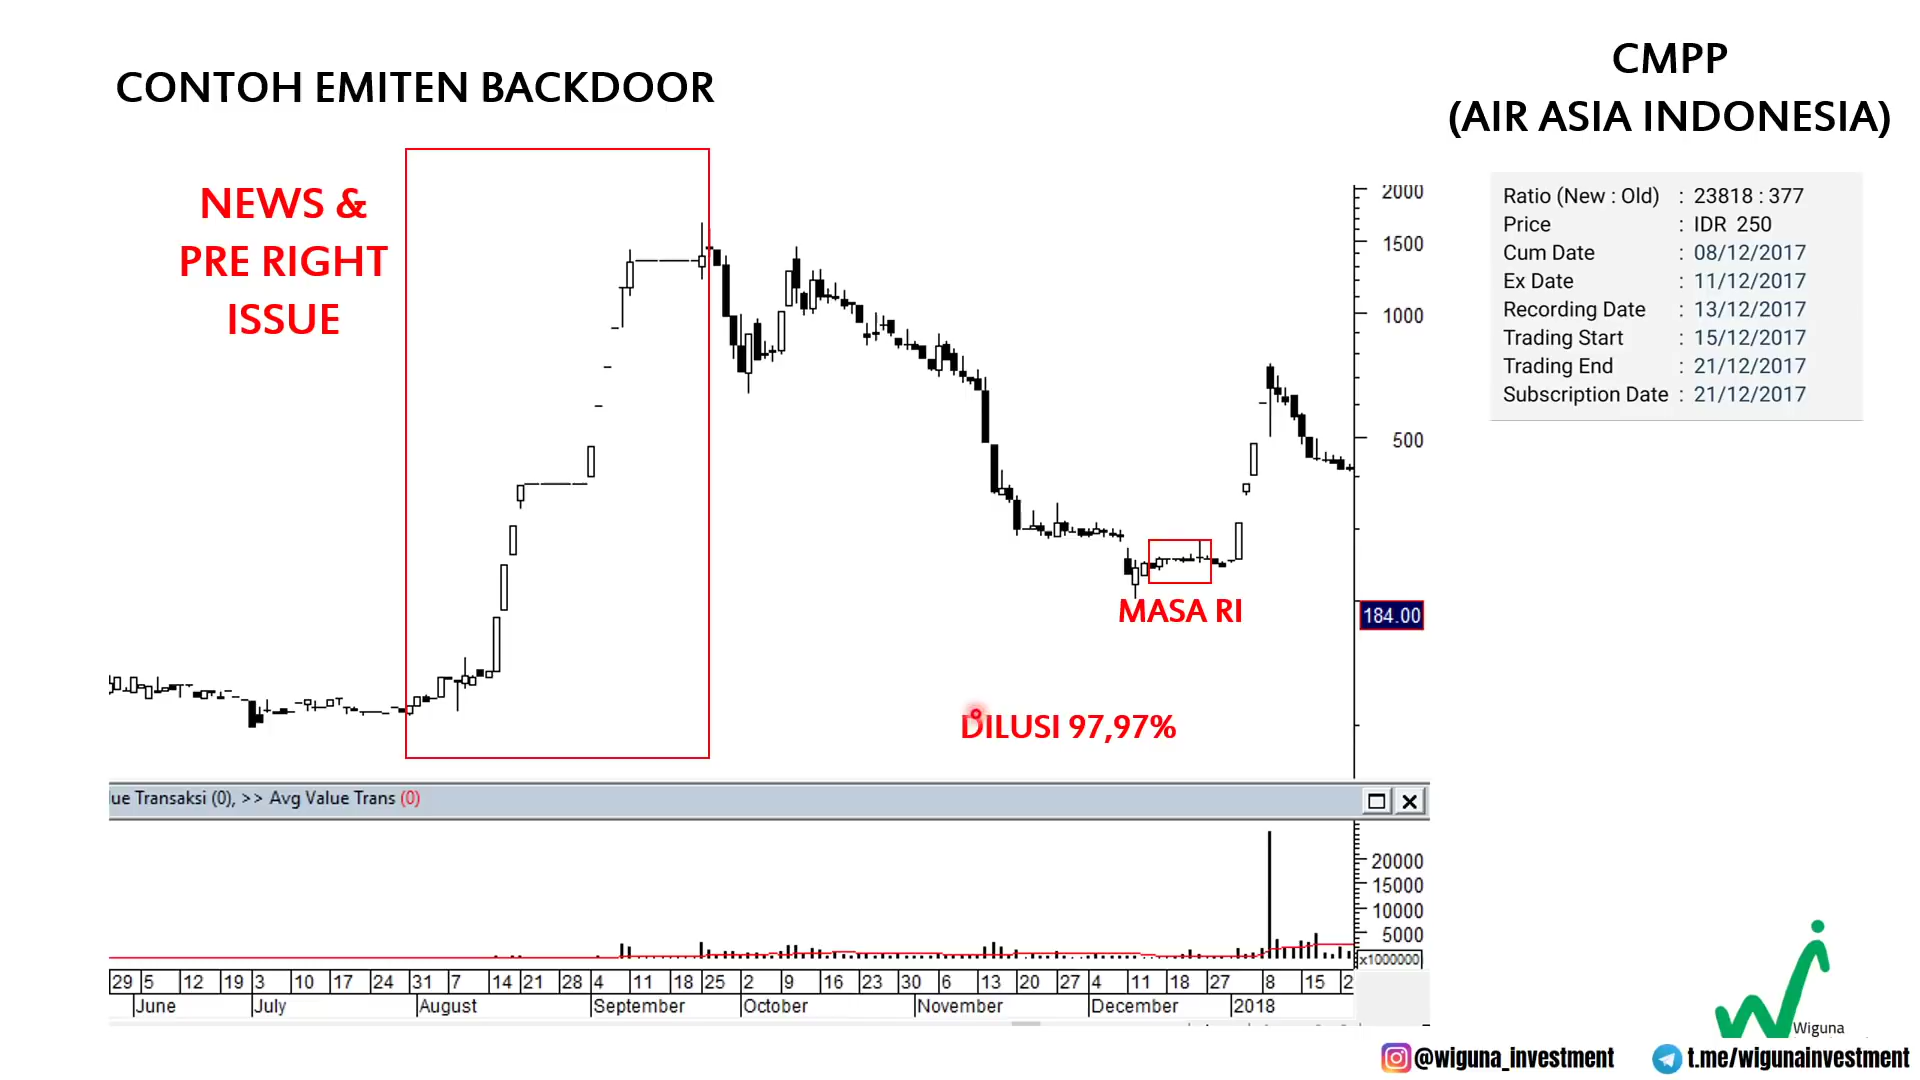 CONTOH EMITEN BACKDOOR
CMPP
(AIR ASIA INDONESIA)
NEWS &
PRE RIGHT
ISSUE
Ratio (New : Old) : 23818 : 377
Price : IDR 250
Cum Date : 08/12/2017
Ex Date : 11/12/2017
Recording Date : 13/12/2017
Trading Start : 15/12/2017
Trading End : 21/12/2017
Subscription Date : 21/12/2017
2000
1500
1000
500
184.00
MASA RI
DILUSI 97,97%
ue Transaksi (0), >> Avg Value Trans (0)
20000
15000
10000
5000
x1000000
29 5 12 19 3 10 17 24 31 7 14 21 28 4 11 18 25 2 9 16 23 30 6 13 20 27 4 11 18 27 8 15 2
June July August September October November December 2018
Wiguna
@wiguna_investment t.me/wigunainvestment